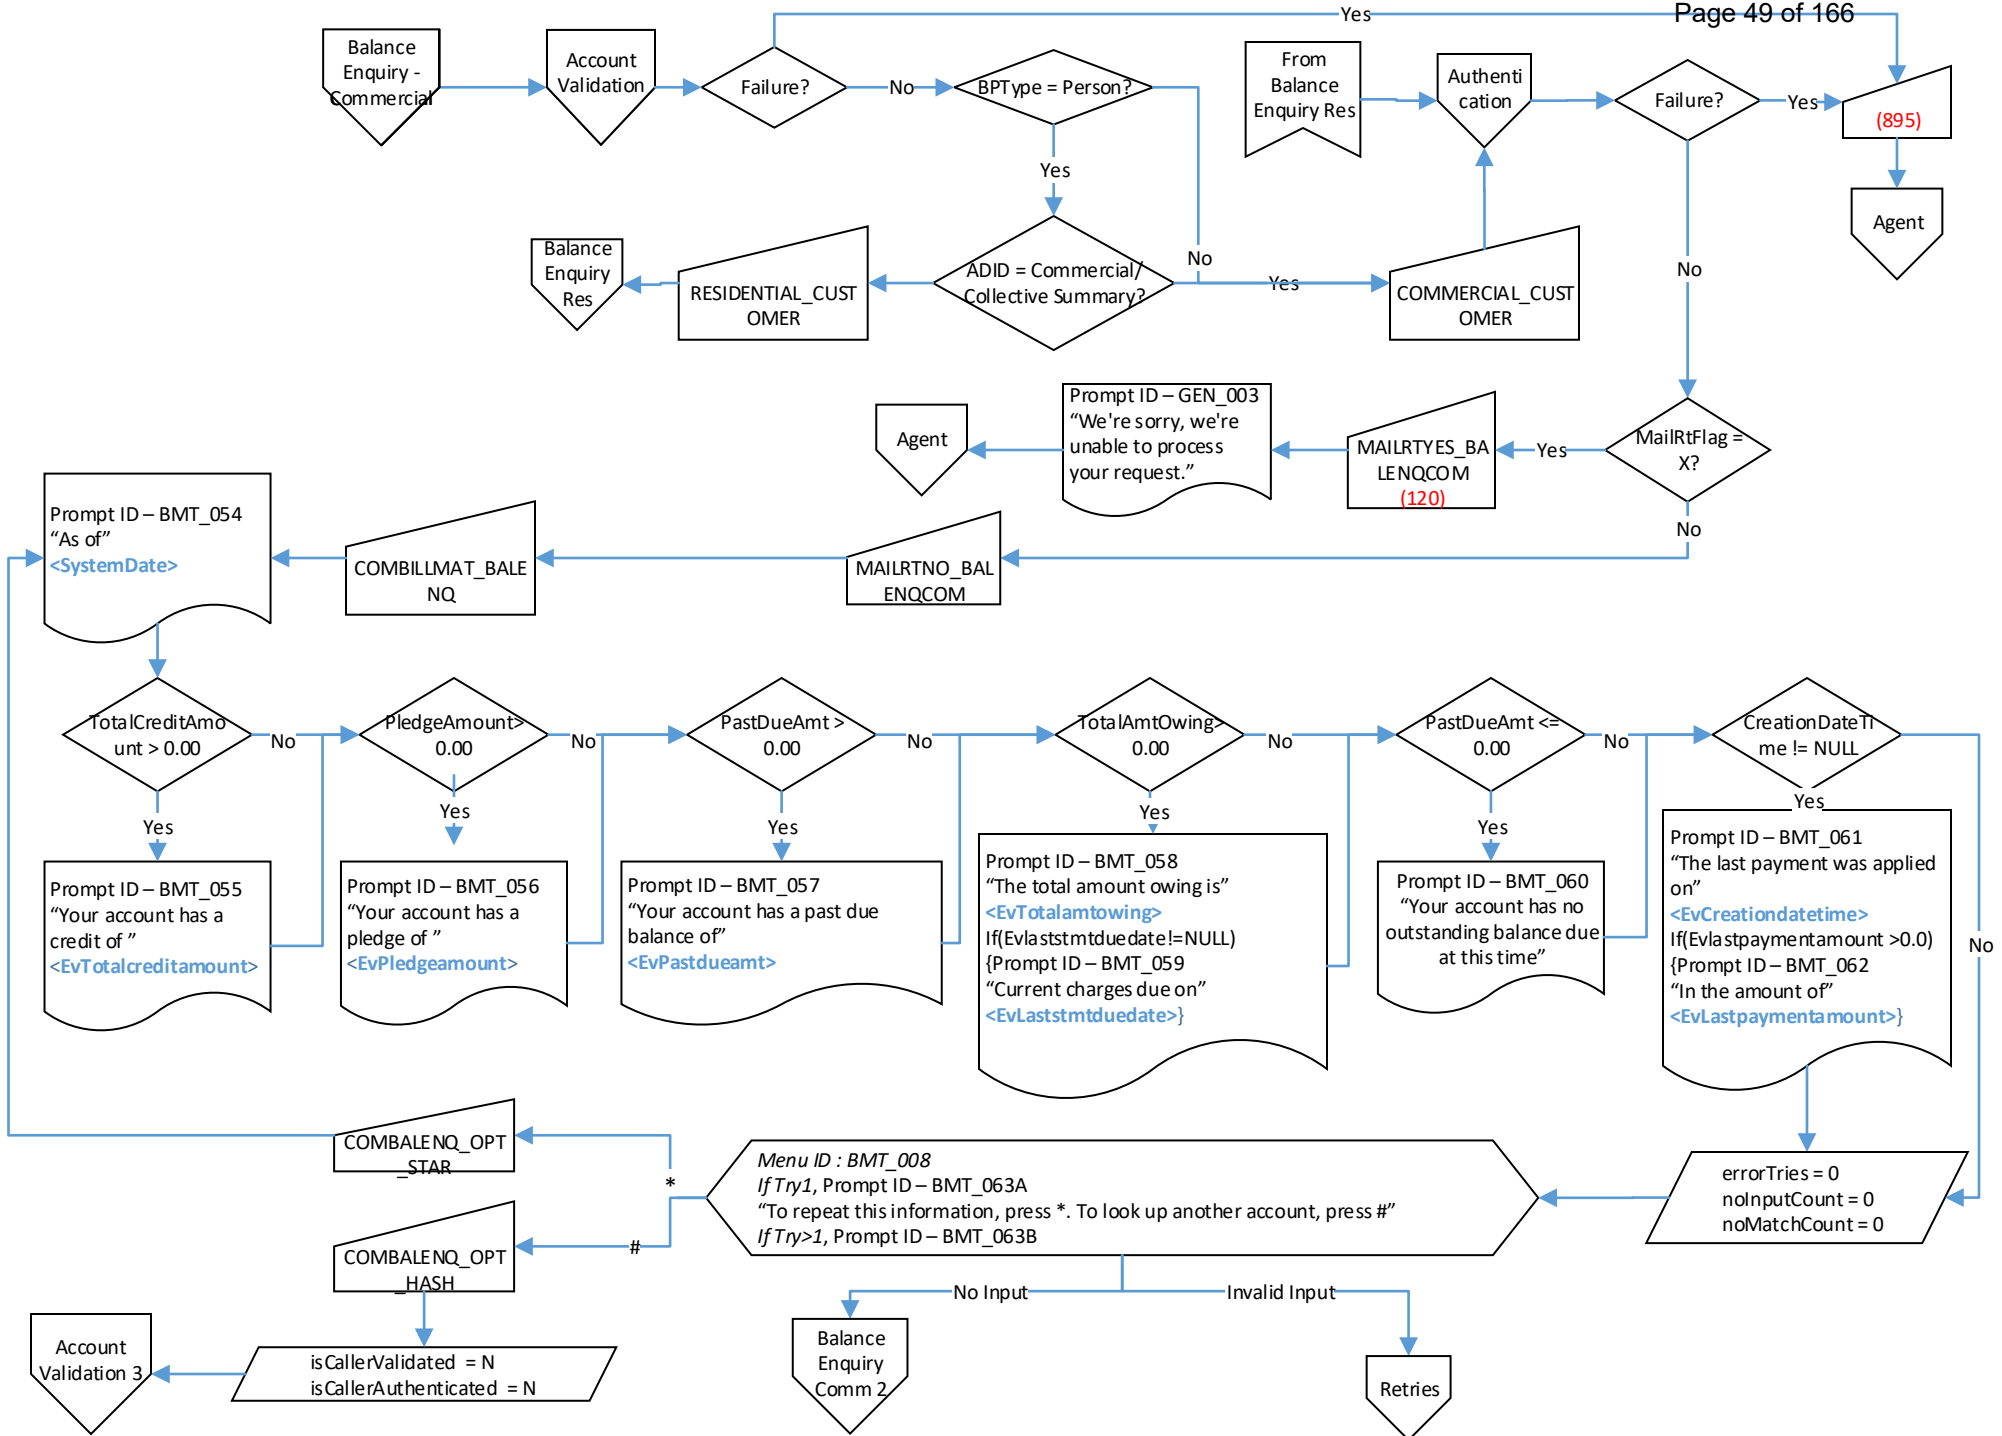 Page 49 of 166
Yes
Balance
Enquiry -
Commercial
Account
Validation
Failure?
No
BPType = Person?
From
Balance
Enquiry Res
Authenti
cation
Failure?
Yes
(895)
Yes
Agent
Balance
Enquiry
Res
RESIDENTIAL_CUST
OMER
ADID = Commercial/
Collective Summary?
No
Yes
COMMERCIAL_CUST
OMER
No
Agent
Prompt ID – GEN_003
“We're sorry, we're
unable to process
your request.”
MAILRTYES_BA
LENQCOM
(120)
Yes
MailRtFlag =
X?
No
Prompt ID – BMT_054
“As of”
<SystemDate>
COMBILLMAT_BALE
NQ
MAILRTNO_BAL
ENQCOM
TotalCreditAmo
unt > 0.00
No
PledgeAmount>
0.00
No
PastDueAmt >
0.00
No
TotalAmtOwing>
0.00
No
PastDueAmt <=
0.00
No
CreationDateTi
me != NULL
Yes
Yes
Yes
Yes
Yes
Yes
No
Prompt ID – BMT_055
“Your account has a
credit of ”
<EvTotalcreditamount>
Prompt ID – BMT_056
“Your account has a
pledge of ”
<EvPledgeamount>
Prompt ID – BMT_057
“Your account has a past due
balance of”
<EvPastdueamt>
Prompt ID – BMT_058
“The total amount owing is”
<EvTotalamtowing>
If(Evlaststmtduedate!=NULL)
{Prompt ID – BMT_059
“Current charges due on”
<EvLaststmtduedate>}
Prompt ID – BMT_060
“Your account has no
outstanding balance due
at this time”
Prompt ID – BMT_061
“The last payment was applied
on”
<EvCreationdatetime>
If(Evlastpaymentamount >0.0)
{Prompt ID – BMT_062
“In the amount of”
<EvLastpaymentamount>}
COMBALENQ_OPT
_STAR
*
Menu ID : BMT_008
If Try1, Prompt ID – BMT_063A
“To repeat this information, press *. To look up another account, press #”
If Try>1, Prompt ID – BMT_063B
errorTries = 0
noInputCount = 0
noMatchCount = 0
COMBALENQ_OPT
_HASH
#
No Input
Invalid Input
Account
Validation 3
isCallerValidated = N
isCallerAuthenticated = N
Balance
Enquiry
Comm 2
Retries